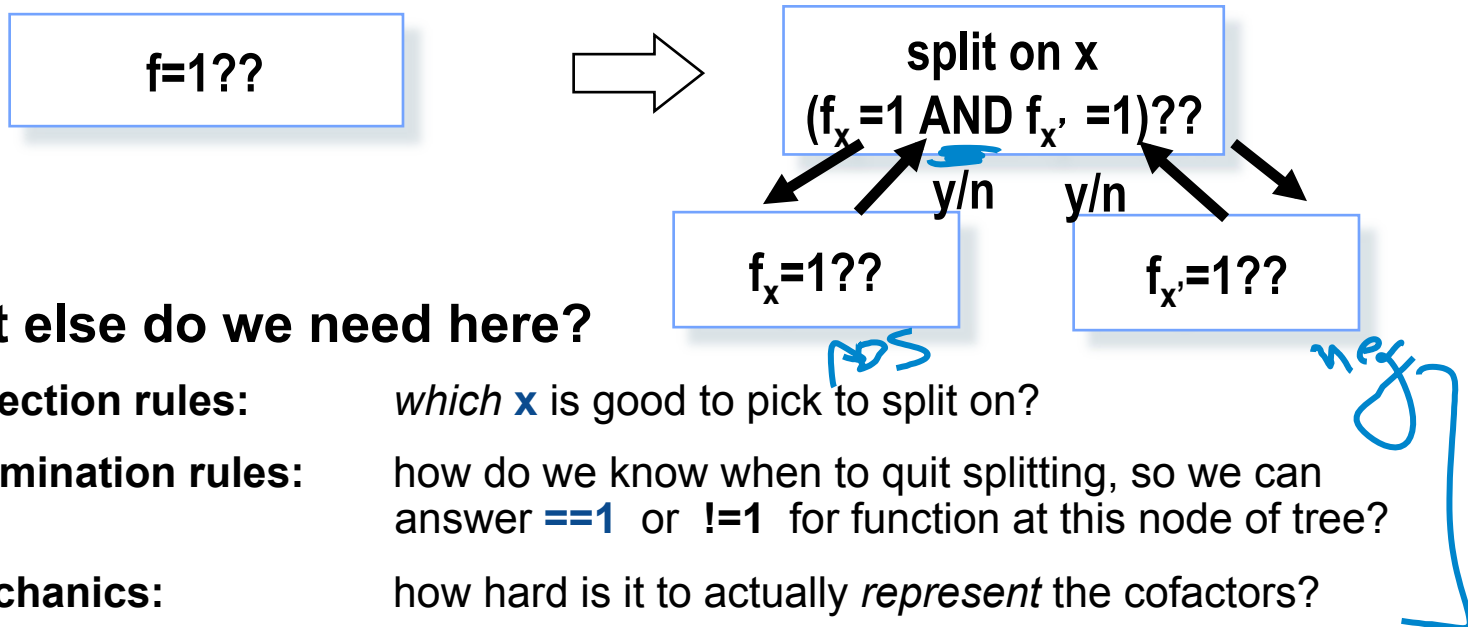 f=1??
split on x
(fx =1 AND fx' =1)??
y/n y/n
fx=1??
fx'=1??
pos
neg
t else do we need here?
ection rules: which x is good to pick to split on?
mination rules: how do we know when to quit splitting, so we can
answer ==1 or !=1 for function at this node of tree?
chanics: how hard is it to actually represent the cofactors?